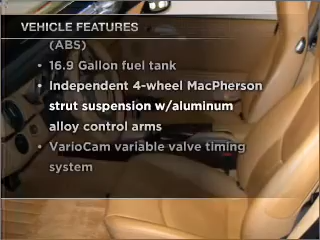 VEHICLE FEATURES
(ABS)
• 16.9 Gallon fuel tank
• Independent 4-wheel MacPherson
strut suspension w/aluminum
alloy control arms
• VarioCam variable valve timing
system